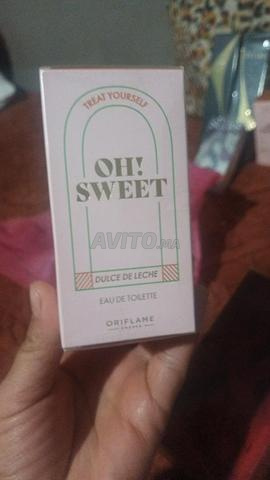 TREAT YOURSELF
OH!
SWEET
AVITO.MA
DULCE DE LECHE
EAU DE TOILETTE
ORIFLAME
SWEDEN